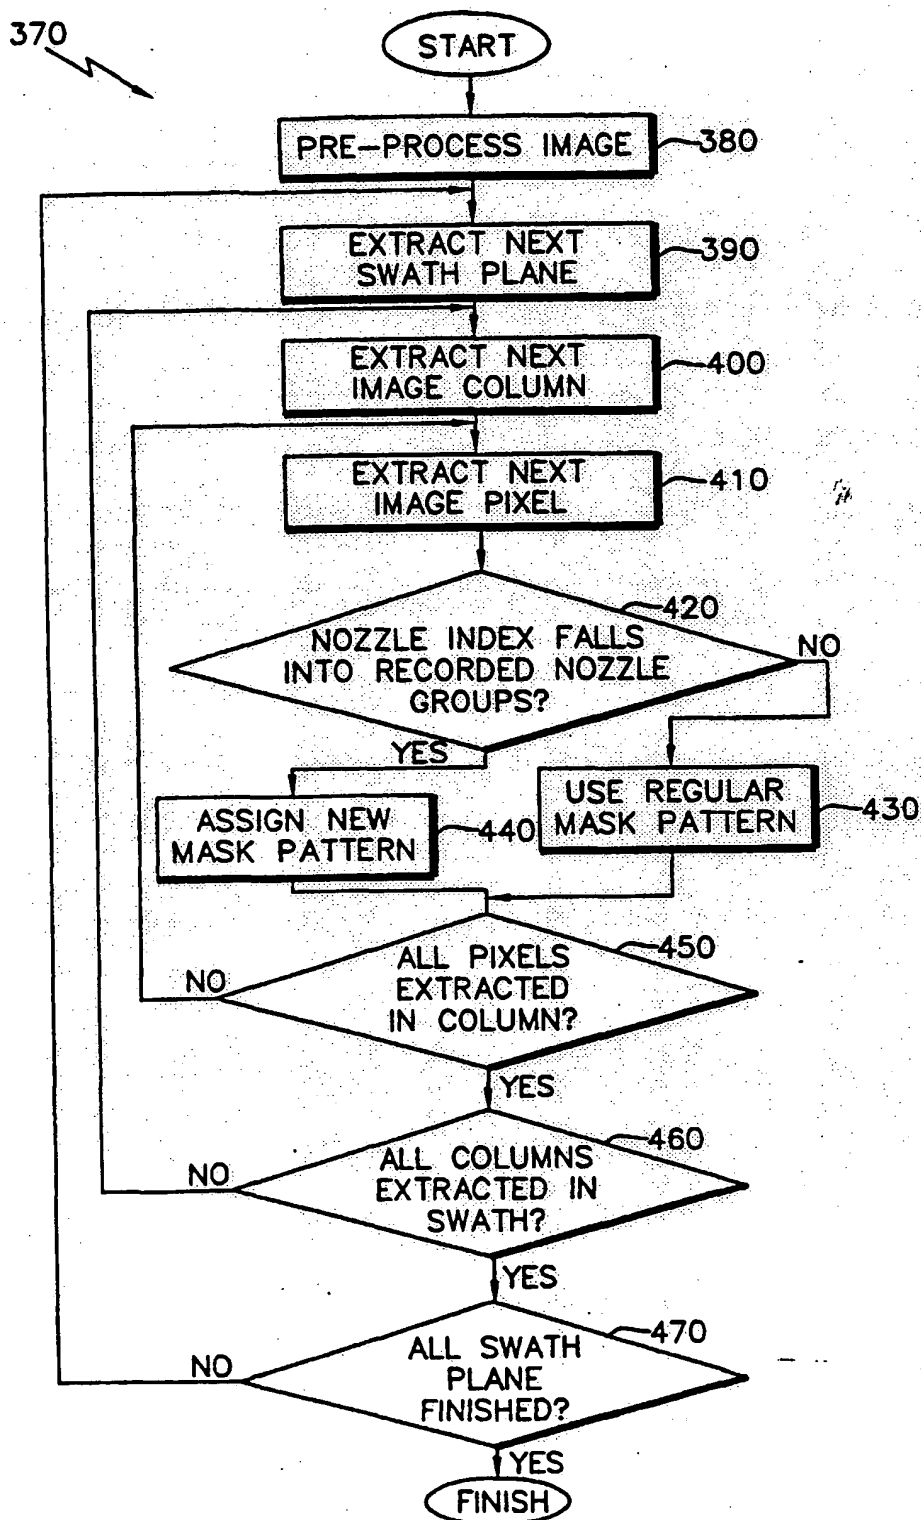 370
START
PRE-PROCESS IMAGE
380
EXTRACT NEXT
SWATH PLANE
390
EXTRACT NEXT
IMAGE COLUMN
400
EXTRACT NEXT
IMAGE PIXEL
410
420
NOZZLE INDEX FALLS
INTO RECORDED NOZZLE
GROUPS?
NO
YES
ASSIGN NEW
MASK PATTERN
440
USE REGULAR
MASK PATTERN
430
450
ALL PIXELS
EXTRACTED
IN COLUMN?
NO
YES
460
ALL COLUMNS
EXTRACTED IN
SWATH?
NO
YES
470
ALL SWATH
PLANE
FINISHED?
NO
YES
FINISH